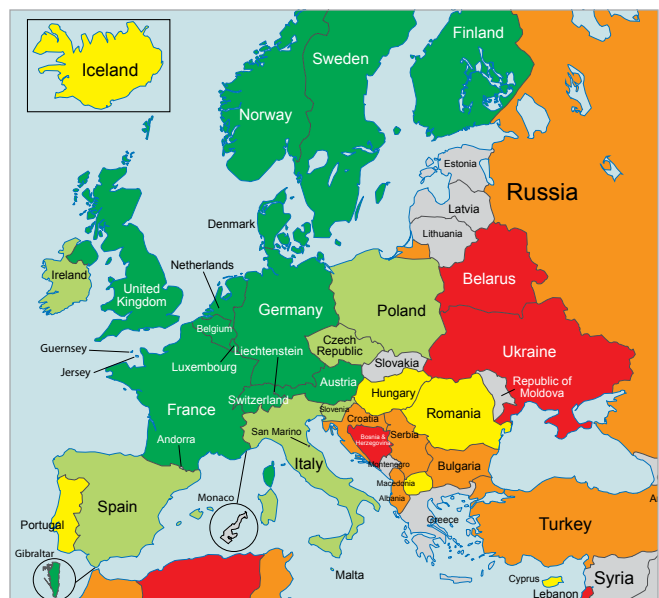 Iceland
Finland
Sweden
Norway
Estonia
Russia
Latvia
Lithuania
Denmark
Netherlands
Ireland
United
Kingdom
Belarus
Germany
Poland
Belgium
Guernsey
Jersey
Luxembourg
Liechtenstein
Czech
Republic
Slovakia
Ukraine
Republic of
Moldova
Austria
Switzerland
Hungary
France
Slovenia
Croatia
Romania
San Marino
Andorra
Bosnia &
Herzegovina
Serbia
Italy
Montenegro
Bulgaria
Macedonia
Albania
Spain
Monaco
Portugal
Greece
Turkey
A
Gibraltar
Malta
Cyprus
Syria
Lebanon